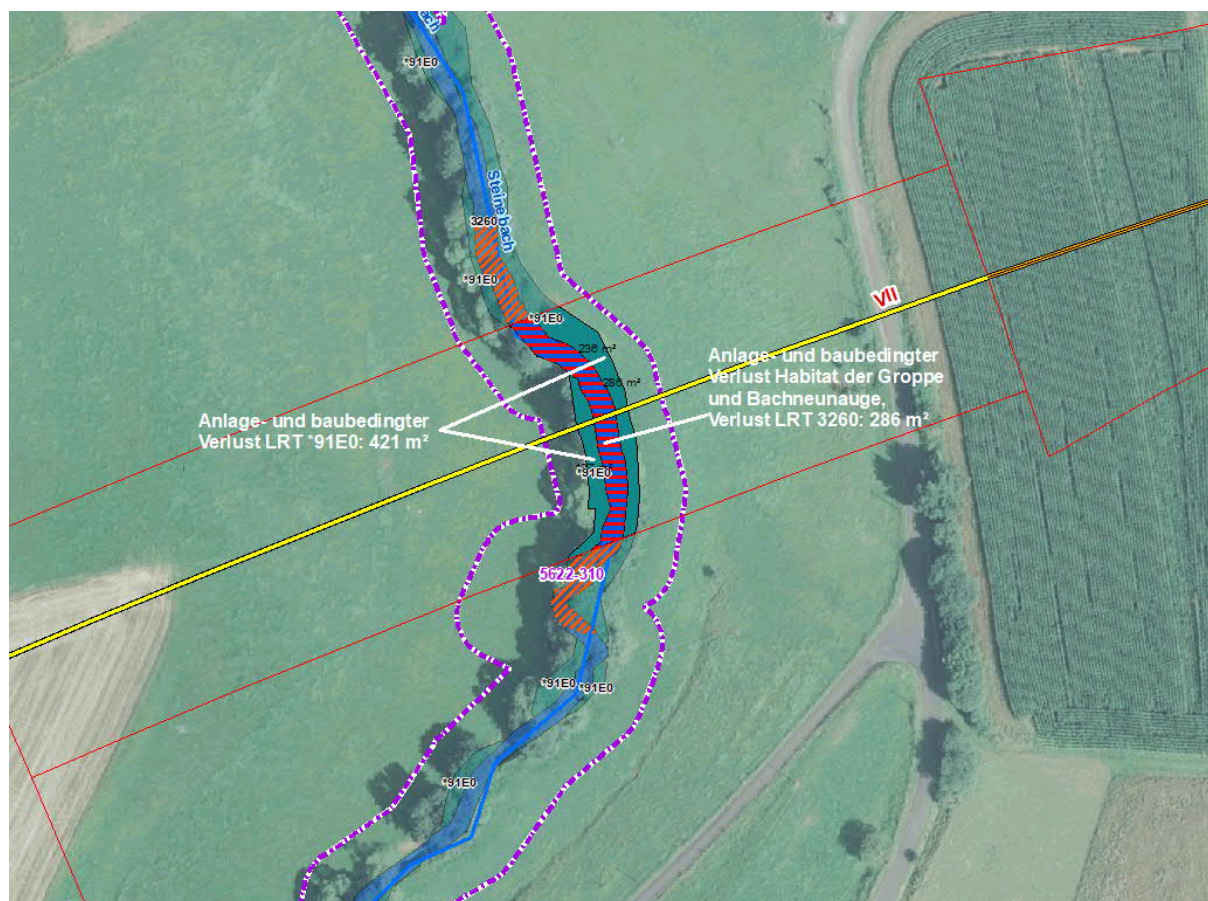 *91E0
Steinebach
3260
*91E0
*91E0
VII
236 m²
286 m²
Anlage- und baubedingter
Verlust Habitat der Groppe
und Bachneunauge,
Verlust LRT 3260: 286 m²
Anlage- und baubedingter
Verlust LRT *91E0: 421 m²
*91E0
5622-310
*91E0
*91E0
*91E0